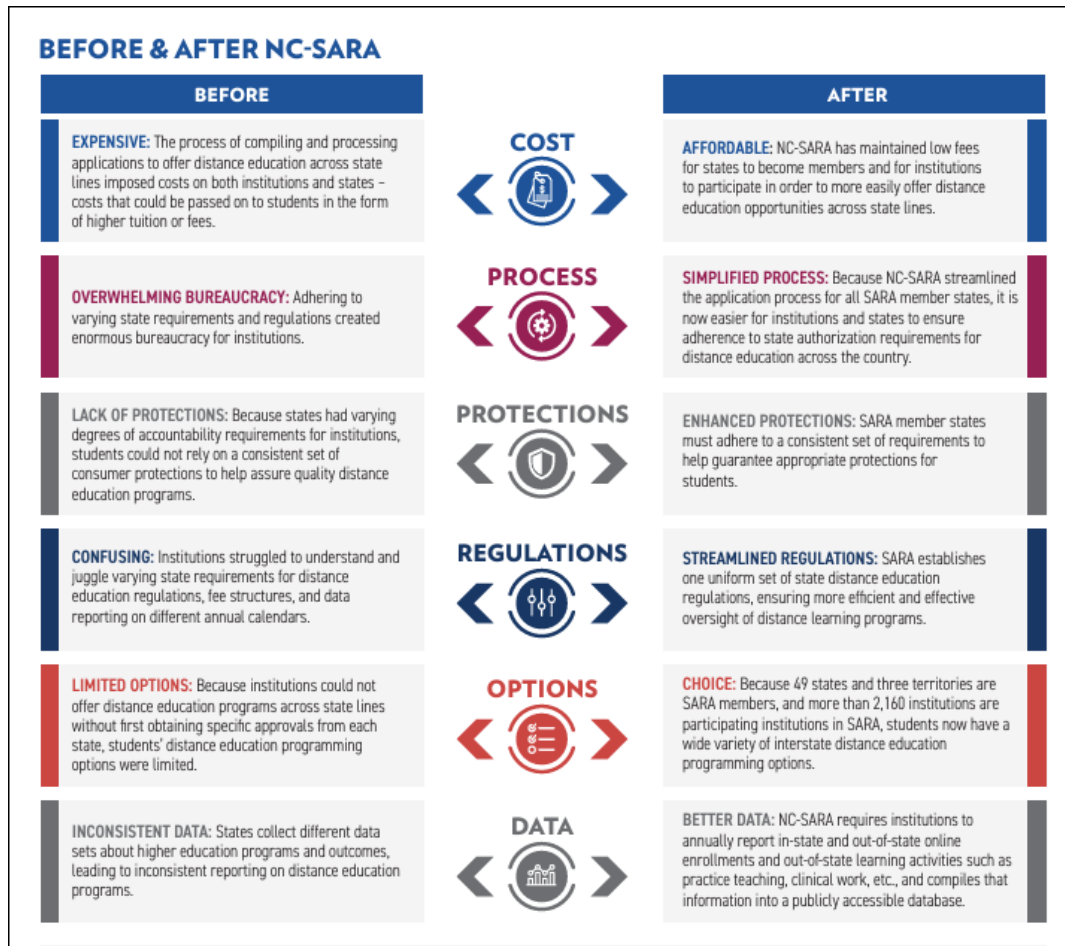 BEFORE & AFTER NC-SARA
BEFORE
AFTER
EXPENSIVE: The process of compiling and processing
applications to offer distance education across state
lines imposed costs on both institutions and states –
costs that could be passed on to students in the form
of higher tuition or fees.
COST
AFFORDABLE: NC-SARA has maintained low fees
for states to become members and for institutions
to participate in order to more easily offer distance
education opportunities across state lines.
OVERWHELMING BUREAUCRACY: Adhering to
varying state requirements and regulations created
enormous bureaucracy for institutions.
PROCESS
SIMPLIFIED PROCESS: Because NC-SARA streamlined
the application process for all SARA member states, it is
now easier for institutions and states to ensure
adherence to state authorization requirements for
distance education across the country.
LACK OF PROTECTIONS: Because states had varying
degrees of accountability requirements for institutions,
students could not rely on a consistent set of
consumer protections to help assure quality distance
education programs.
PROTECTIONS
ENHANCED PROTECTIONS: SARA member states
must adhere to a consistent set of requirements to
help guarantee appropriate protections for
students.
CONFUSING: Institutions struggled to understand and
juggle varying state requirements for distance
education regulations, fee structures, and data
reporting on different annual calendars.
REGULATIONS
STREAMLINED REGULATIONS: SARA establishes
one uniform set of state distance education
regulations, ensuring more efficient and effective
oversight of distance learning programs.
LIMITED OPTIONS: Because institutions could not
offer distance education programs across state lines
without first obtaining specific approvals from each
state, students' distance education programming
options were limited.
OPTIONS
CHOICE: Because 49 states and three territories are
SARA members, and more than 2,160 institutions are
participating institutions in SARA, students now have a
wide variety of interstate distance education
programming options.
INCONSISTENT DATA: States collect different data
sets about higher education programs and outcomes,
leading to inconsistent reporting on distance education
programs.
DATA
BETTER DATA: NC-SARA requires institutions to
annually report in-state and out-of-state online
enrollments and out-of-state learning activities such as
practice teaching, clinical work, etc., and compiles that
information into a publicly accessible database.